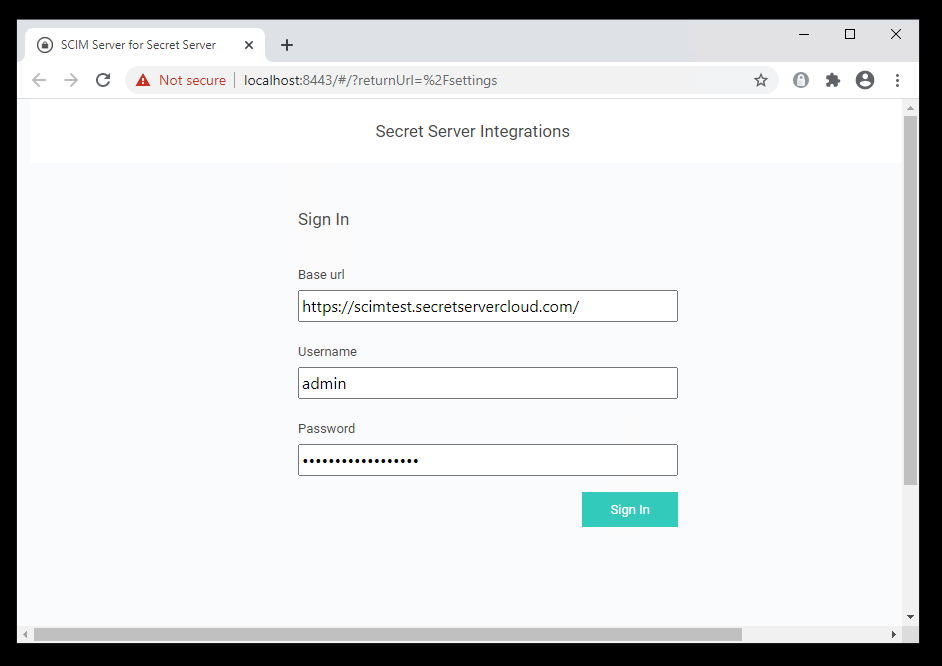 SCIM Server for Secret Server
Not secure | localhost:8443/#/?returnUrl=%2Fsettings
Secret Server Integrations
Sign In
Base url
https://scimtest.secretservercloud.com/
Username
admin
Password
••••••••••••••••••
Sign In